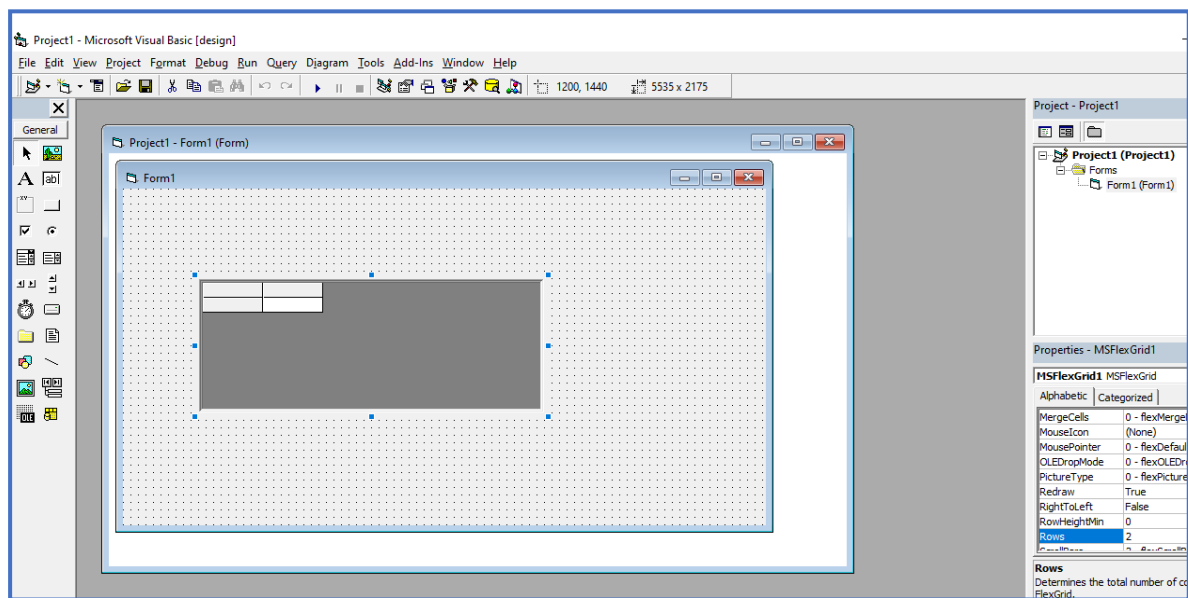 Project1 - Microsoft Visual Basic [design]
File Edit View Project Format Debug Run Query Diagram Tools Add-Ins Window Help
1200, 1440 5535 x 2175
General
A ab|
OLE
Project1 - Form1 (Form)
Form1
Project - Project1
Project1 (Project1)
Forms
Form1 (Form1)
Properties - MSFlexGrid1
MSFlexGrid1 MSFlexGrid
Alphabetic Categorized
MergeCells 0 - flexMerge
MouseIcon (None)
MousePointer 0 - flexDefaul
OLEDropMode 0 - flexOLEDr
PictureType 0 - flexPicture
Redraw True
RightToLeft False
RowHeightMin 0
Rows 2
Rows
Determines the total number of co
FlexGrid.